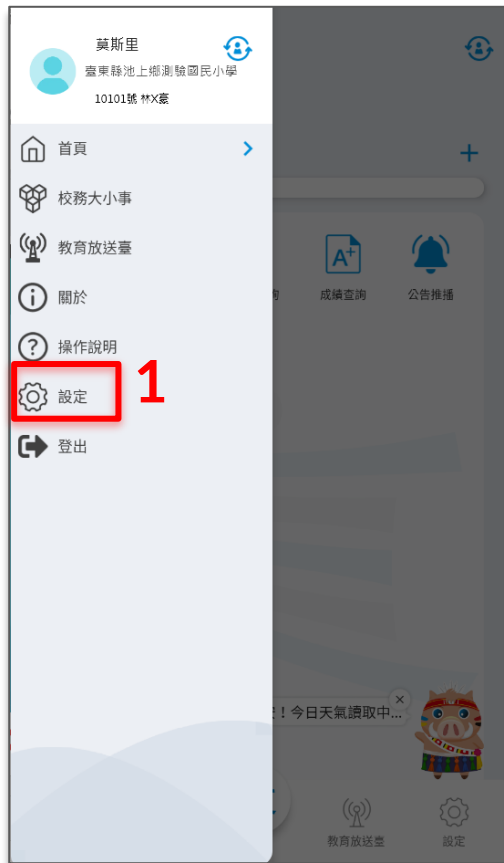 莫斯里
臺東縣池上鄉測驗國民小學
10101號 林X豪
首頁
校務大小事
教育放送臺
關於
操作說明
設定
1
登出
成績查詢
公告推播
！今日天氣讀取中...
教育放送臺
設定